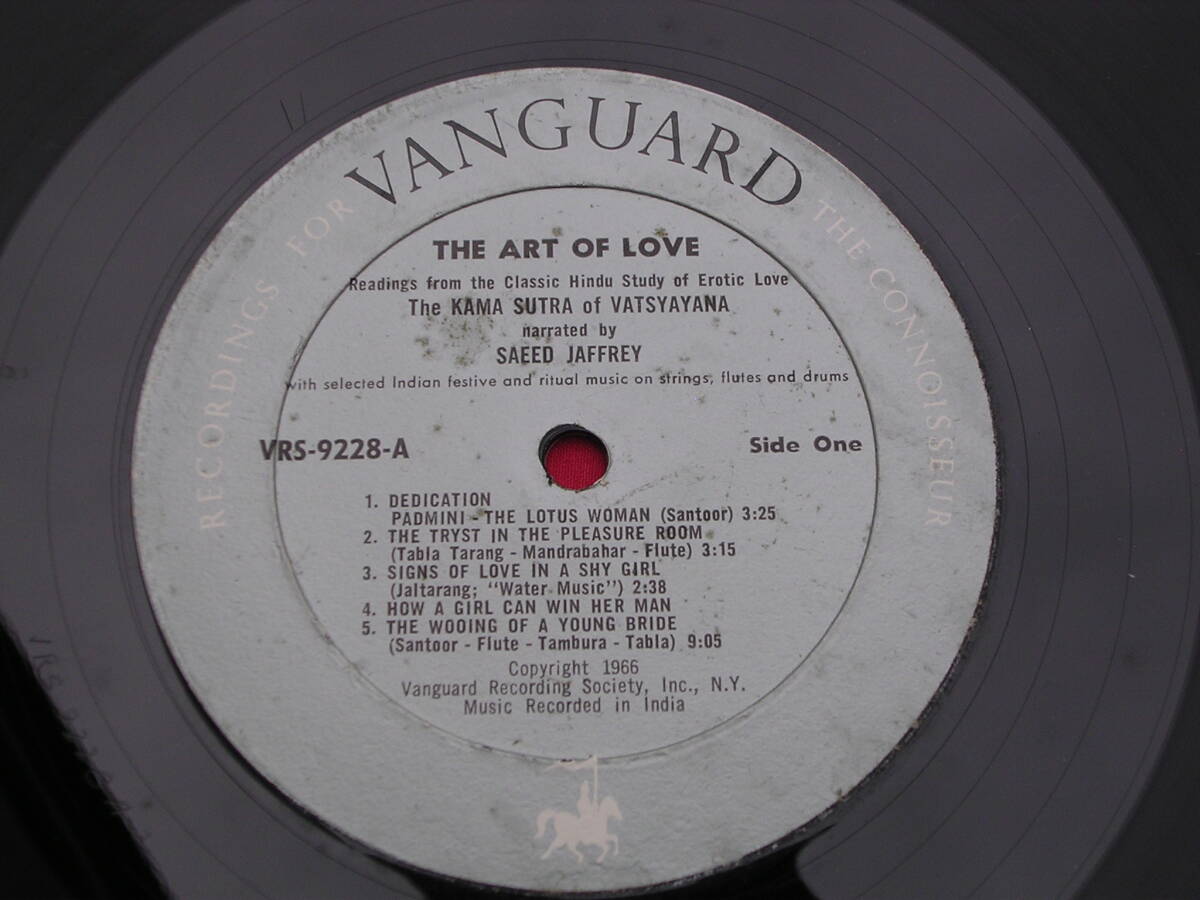 VANGUARD
RECORDINGS FOR THE CONNOISSEUR
THE ART OF LOVE
Readings from the Classic Hindu Study of Erotic Love
The KAMA SUTRA of VATSYAYANA
narrated by
SAEED JAFFREY
with selected Indian festive and ritual music on strings, flutes and drums
VRS-9228-A Side One
1. DEDICATION
PADMINI - THE LOTUS WOMAN (Santoor) 3:25
2. THE TRYST IN THE PLEASURE ROOM
(Tabla Tarang - Mandrabahar - Flute) 3:15
3. SIGNS OF LOVE IN A SHY GIRL
(Jaltarang; "Water Music") 2:38
4. HOW A GIRL CAN WIN HER MAN
5. THE WOOING OF A YOUNG BRIDE
(Santoor - Flute - Tambura - Tabla) 9:05
Copyright 1966
Vanguard Recording Society, Inc., N.Y.
Music Recorded in India